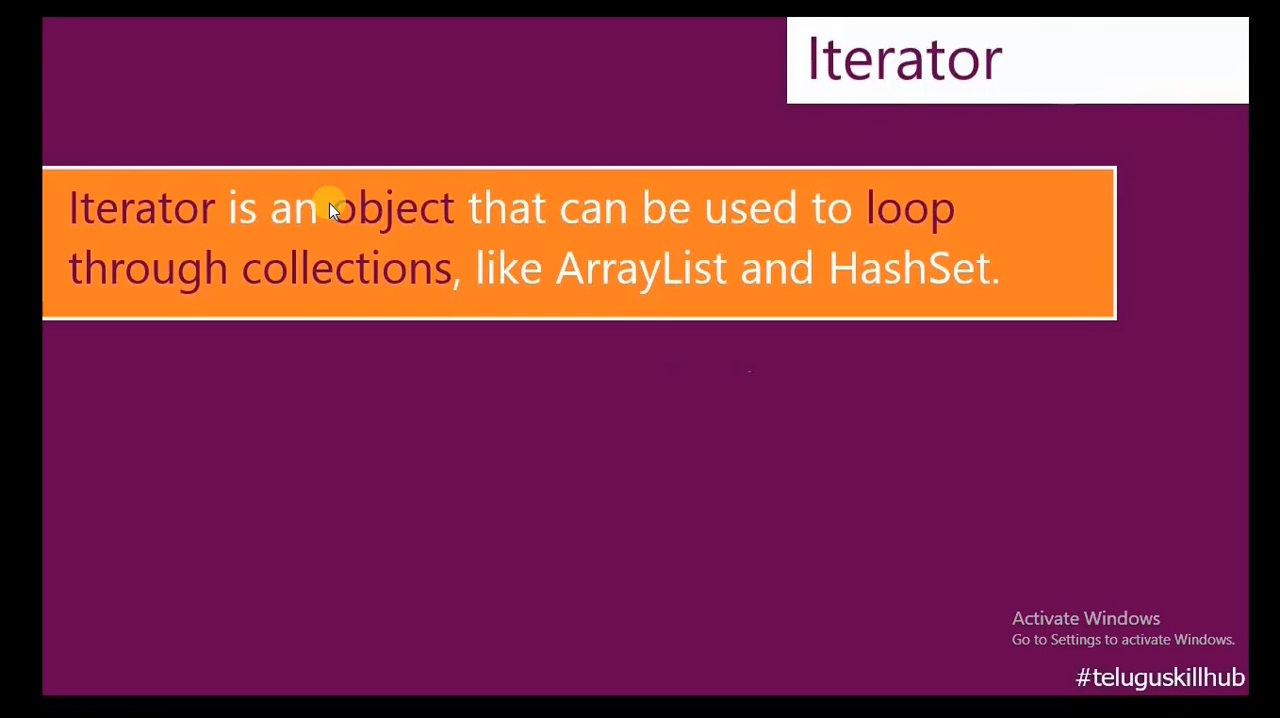 Iterator
Iterator is an object that can be used to loop
through collections, like ArrayList and HashSet.
Activate Windows
Go to Settings to activate Windows.
#teluguskillhub